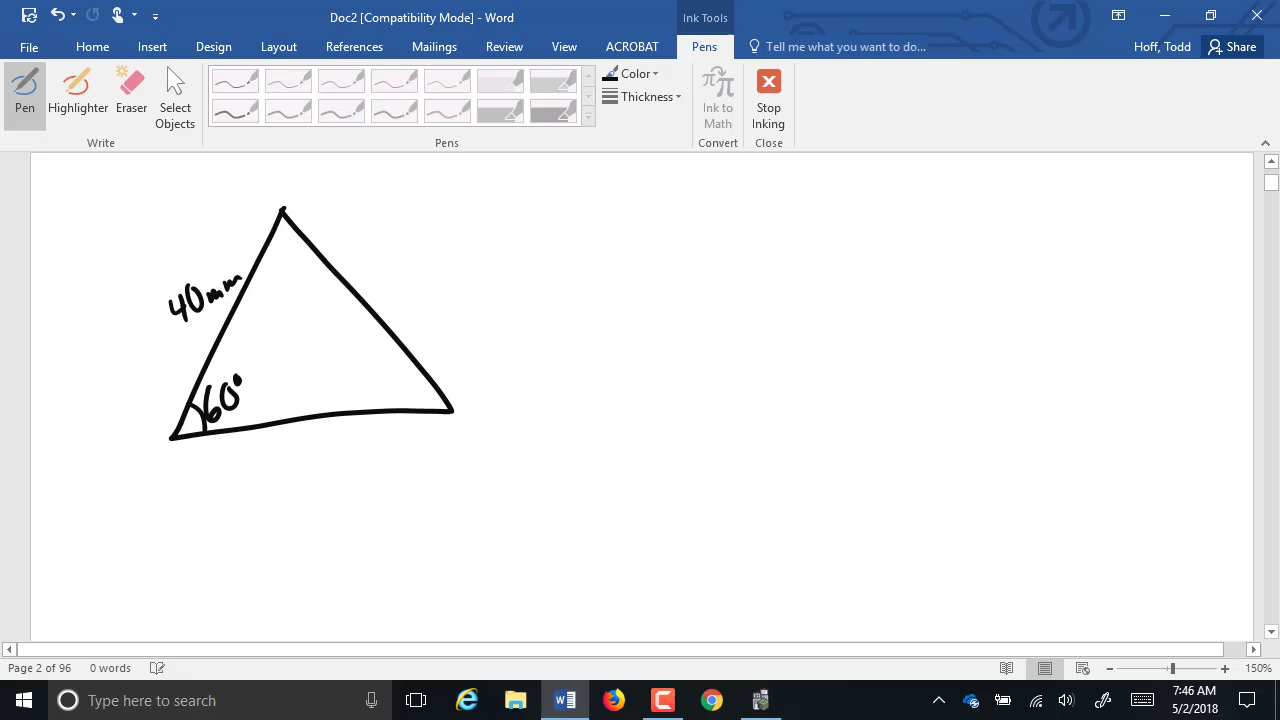 Doc2 [Compatibility Mode] - Word
Ink Tools
File
Home
Insert
Design
Layout
References
Mailings
Review
View
ACROBAT
Pens
Tell me what you want to do...
Hoff, Todd
Share
Pen
Highlighter
Eraser
Select Objects
Write
Pens
Color
Thickness
Ink to Math
Convert
Stop Inking
Close
40mm
60°
Page 2 of 96
0 words
150%
Type here to search
7:46 AM
5/2/2018